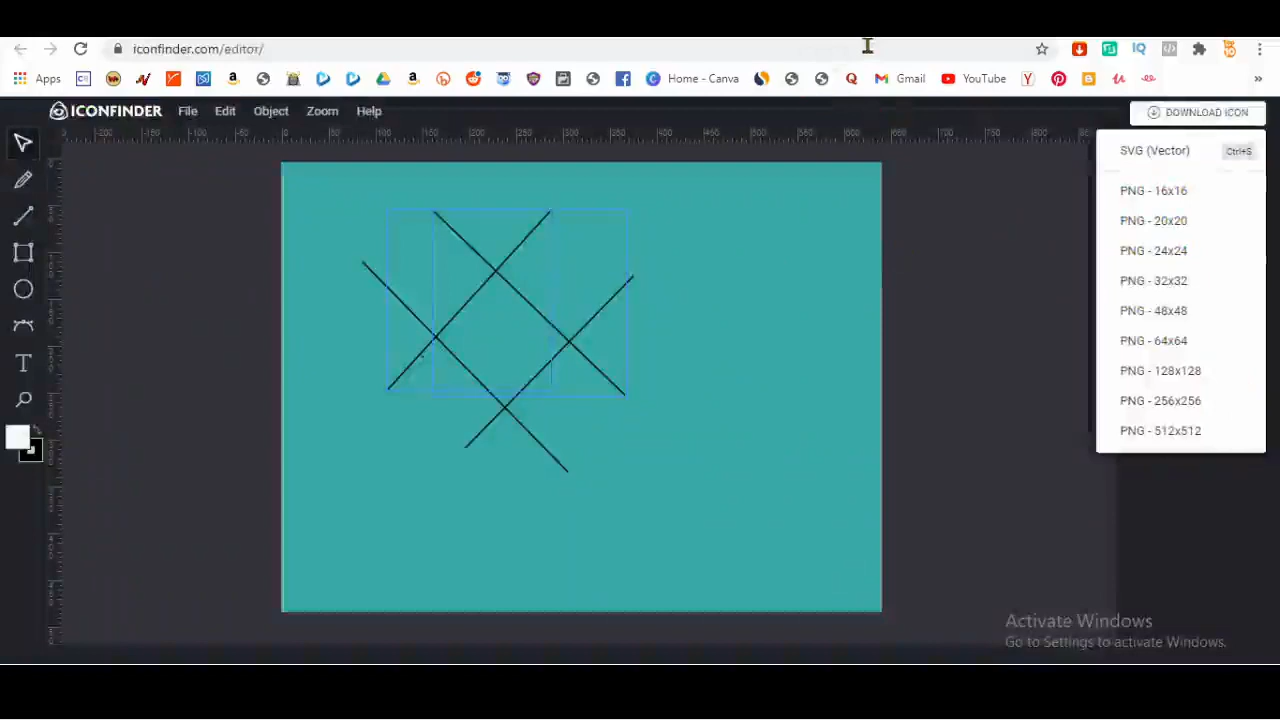 iconfinder.com/editor/
IQ
Apps
Home - Canva
Gmail
YouTube
ICONFINDER File Edit Object Zoom Help
DOWNLOAD ICON
SVG (Vector) Ctrl+S
PNG - 16x16
PNG - 20x20
PNG - 24x24
PNG - 32x32
PNG - 48x48
PNG - 64x64
PNG - 128x128
PNG - 256x256
PNG - 512x512
T
Activate Windows
Go to Settings to activate Windows.